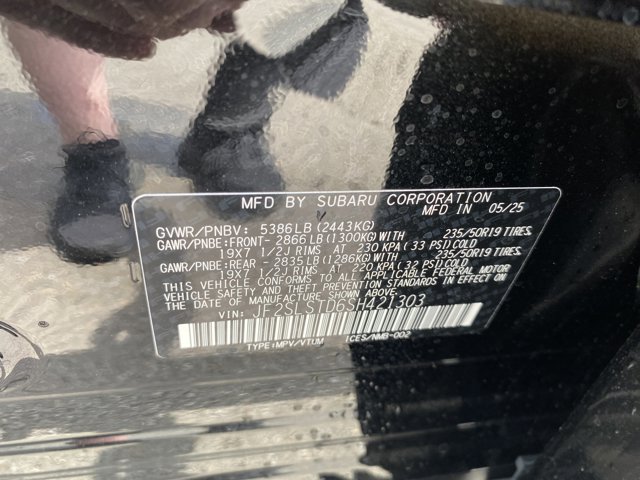 MFD BY SUBARU CORPORATION
MFD IN 05/25
GVWR/PNBV: 5386LB(2443KG)
GAWR/PNBE:FRONT- 2866LB(1300KG)WITH 235/50R19 TIRES.
19X7 1/2J RIMS AT 230 KPA(33 PSI)COLD
GAWR/PNBE:REAR - 2835LB(1286KG)WITH 235/50R19 TIRES.
19X7 1/2J RIMS AT 220 KPA(32 PSI)COLD
THIS VEHICLE CONFORMS TO ALL APPLICABLE FEDERAL MOTOR
VEHICLE SAFETY AND THEFT PREVENTION STANDARDS IN EFFECT ON
THE DATE OF MANUFACTURE SHOWN ABOVE.
VIN: JF2SLSTD6SH421303
TYPE:MPV/VTUM ICES/NMB-002